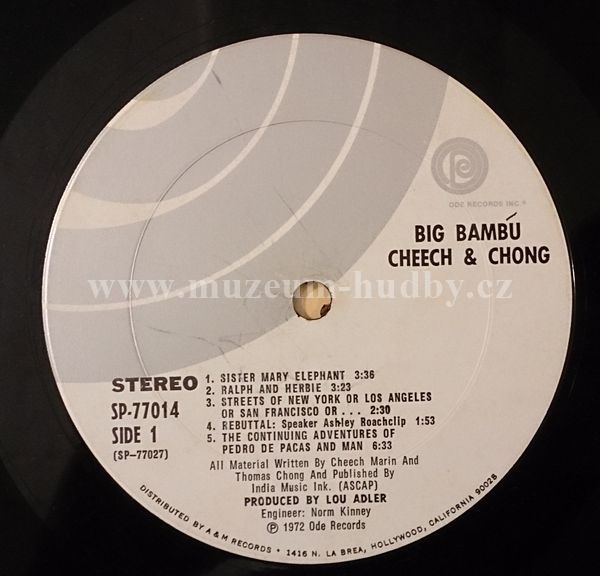 ODE RECORDS INC.®
BIG BAMBÚ
CHEECH & CHONG
www.muzeum-hudby.cz
STEREO
SP-77014
SIDE 1
(SP-77027)
1. SISTER MARY ELEPHANT 3:36
2. RALPH AND HERBIE 3:23
3. STREETS OF NEW YORK OR LOS ANGELES
OR SAN FRANCISCO OR . . . 2:30
4. REBUTTAL: Speaker Ashley Roachclip 1:53
5. THE CONTINUING ADVENTURES OF
PEDRO DE PACAS AND MAN 6:33
All Material Written By Cheech Marin And
Thomas Chong And Published By
India Music Ink. (ASCAP)
PRODUCED BY LOU ADLER
Engineer: Norm Kinney
℗ 1972 Ode Records
DISTRIBUTED BY A & M RECORDS • 1416 N. LA BREA, HOLLYWOOD, CALIFORNIA 90028